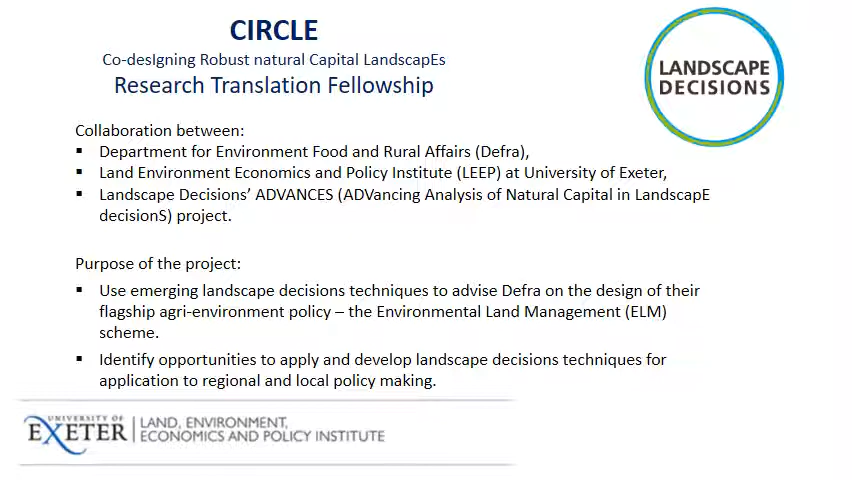 CIRCLE
Co-desIgning Robust natural Capital LandscapEs
Research Translation Fellowship
LANDSCAPE
DECISIONS
Collaboration between:
▪ Department for Environment Food and Rural Affairs (Defra),
▪ Land Environment Economics and Policy Institute (LEEP) at University of Exeter,
▪ Landscape Decisions' ADVANCES (ADVancing Analysis of Natural Capital in LandscapE
decisionS) project.
Purpose of the project:
▪ Use emerging landscape decisions techniques to advise Defra on the design of their
flagship agri-environment policy – the Environmental Land Management (ELM)
scheme.
▪ Identify opportunities to apply and develop landscape decisions techniques for
application to regional and local policy making.
UNIVERSITY OF
EXETER
LAND, ENVIRONMENT,
ECONOMICS AND POLICY INSTITUTE